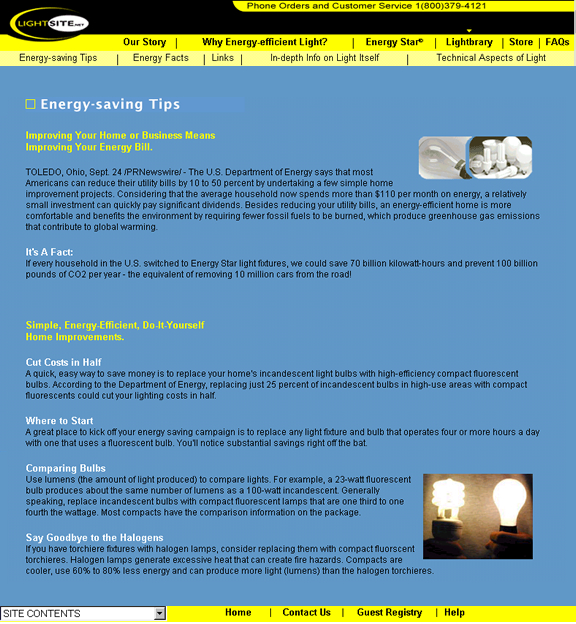 Phone Orders and Customer Service 1(800)379-4121
LIGHTSITE.NET
Our Story | Why Energy-efficient Light? | Energy Star® | Lightbrary | Store | FAQs
Energy-saving Tips | Energy Facts | Links | In-depth Info on Light Itself | Technical Aspects of Light
Energy-saving Tips
Improving Your Home or Business Means
Improving Your Energy Bill.
TOLEDO, Ohio, Sept. 24 /PRNewswire/ - The U.S. Department of Energy says that most
Americans can reduce their utility bills by 10 to 50 percent by undertaking a few simple home
improvement projects. Considering that the average household now spends more than $110 per month on energy, a relatively
small investment can quickly pay significant dividends. Besides reducing your utility bills, an energy-efficient home is more
comfortable and benefits the environment by requiring fewer fossil fuels to be burned, which produce greenhouse gas emissions
that contribute to global warming.
It's A Fact:
If every household in the U.S. switched to Energy Star light fixtures, we could save 70 billion kilowatt-hours and prevent 100 billion
pounds of CO2 per year - the equivalent of removing 10 million cars from the road!
Simple, Energy-Efficient, Do-It-Yourself
Home Improvements.
Cut Costs in Half
A quick, easy way to save money is to replace your home's incandescent light bulbs with high-efficiency compact fluorescent
bulbs. According to the Department of Energy, replacing just 25 percent of incandescent bulbs in high-use areas with compact
fluorescents could cut your lighting costs in half.
Where to Start
A great place to kick off your energy saving campaign is to replace any light fixture and bulb that operates four or more hours a day
with one that uses a fluorescent bulb. You'll notice substantial savings right off the bat.
Comparing Bulbs
Use lumens (the amount of light produced) to compare lights. For example, a 23-watt fluorescent
bulb produces about the same number of lumens as a 100-watt incandescent. Generally
speaking, replace incandescent bulbs with compact fluorescent lamps that are one third to one
fourth the wattage. Most compacts have the comparison information on the package.
Say Goodbye to the Halogens
If you have torchiere fixtures with halogen lamps, consider replacing them with compact fluorscent
torchieres. Halogen lamps generate excessive heat that can create fire hazards. Compacts are
cooler, use 60% to 80% less energy and can produce more light (lumens) than the halogen torchieres.
SITE CONTENTS
Home | Contact Us | Guest Registry | Help